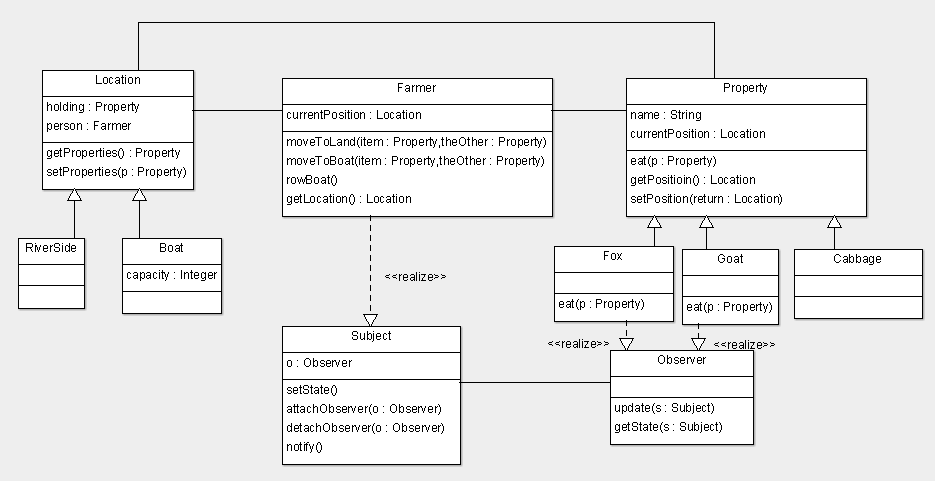 Location
holding : Property
person : Farmer
getProperties() : Property
setProperties(p : Property)
Farmer
currentPosition : Location
moveToLand(item : Property,theOther : Property)
moveToBoat(item : Property,theOther : Property)
rowBoat()
getLocation() : Location
Property
name : String
currentPosition : Location
eat(p : Property)
getPositioin() : Location
setPosition(return : Location)
RiverSide
Boat
capacity : Integer
<<realize>>
Fox
eat(p : Property)
Goat
eat(p : Property)
Cabbage
<<realize>>
<<realize>>
Subject
o : Observer
setState()
attachObserver(o : Observer)
detachObserver(o : Observer)
notify()
Observer
update(s : Subject)
getState(s : Subject)